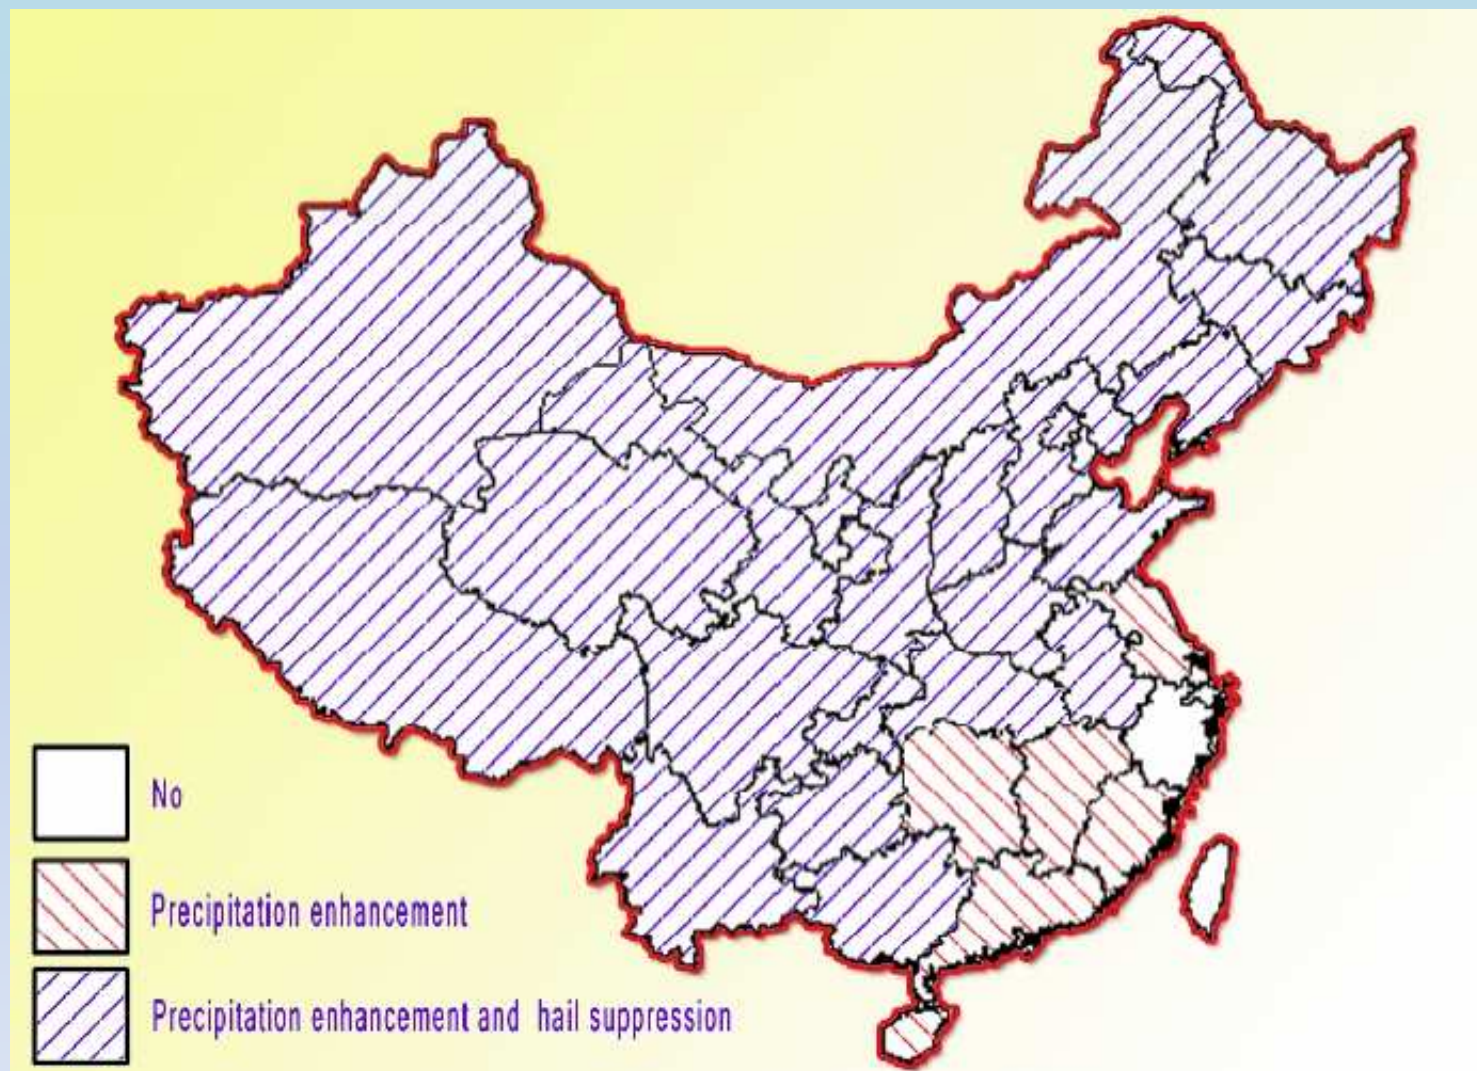 No
Precipitation enhancement
Precipitation enhancement and hail suppression